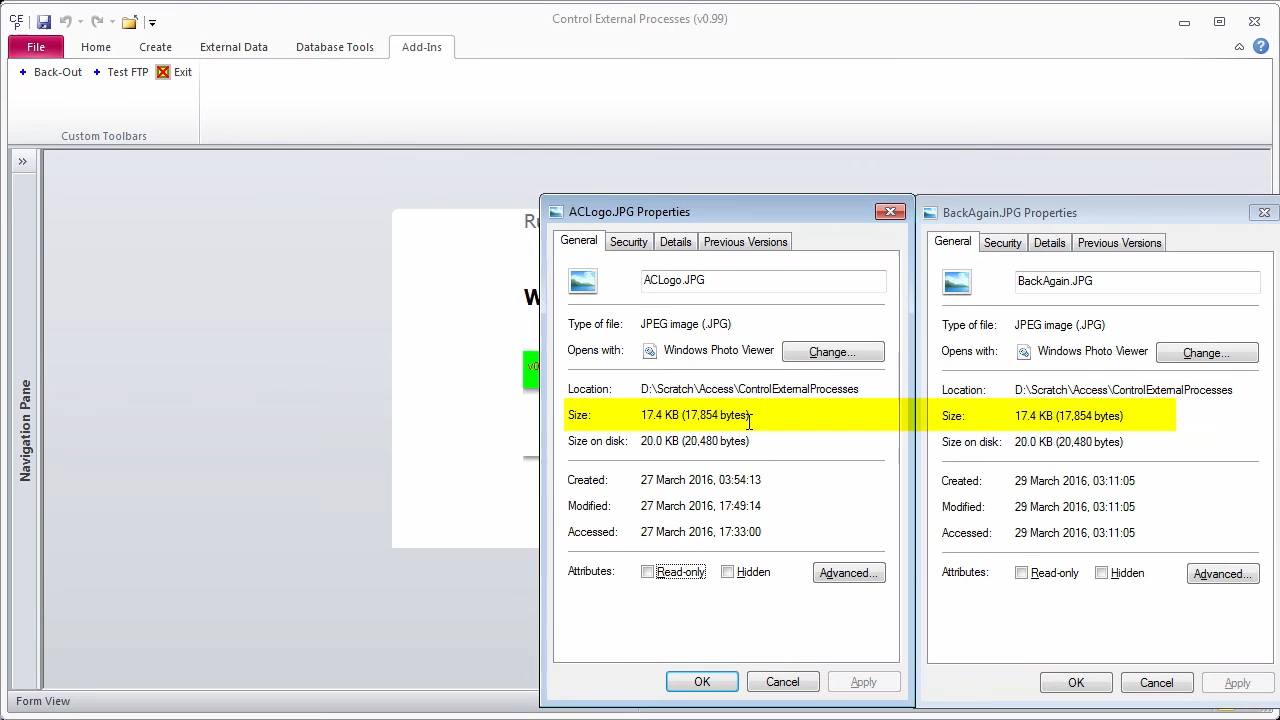 CE
P
Control External Processes (v0.99)
File
Home
Create
External Data
Database Tools
Add-Ins
Back-Out
Test FTP
Exit
Custom Toolbars
Navigation Pane
Form View
Ru
W
v0
ACLogo.JPG Properties
General
Security
Details
Previous Versions
ACLogo.JPG
Type of file: JPEG image (.JPG)
Opens with: Windows Photo Viewer Change...
Location: D:\Scratch\Access\ControlExternalProcesses
Size: 17.4 KB (17,854 bytes)
Size on disk: 20.0 KB (20,480 bytes)
Created: 27 March 2016, 03:54:13
Modified: 27 March 2016, 17:49:14
Accessed: 27 March 2016, 17:33:00
Attributes: Read-only Hidden Advanced...
OK Cancel Apply
BackAgain.JPG Properties
General
Security
Details
Previous Versions
BackAgain.JPG
Type of file: JPEG image (.JPG)
Opens with: Windows Photo Viewer Change...
Location: D:\Scratch\Access\ControlExternalProcesses
Size: 17.4 KB (17,854 bytes)
Size on disk: 20.0 KB (20,480 bytes)
Created: 29 March 2016, 03:11:05
Modified: 29 March 2016, 03:11:05
Accessed: 29 March 2016, 03:11:05
Attributes: Read-only Hidden Advanced...
OK Cancel Apply